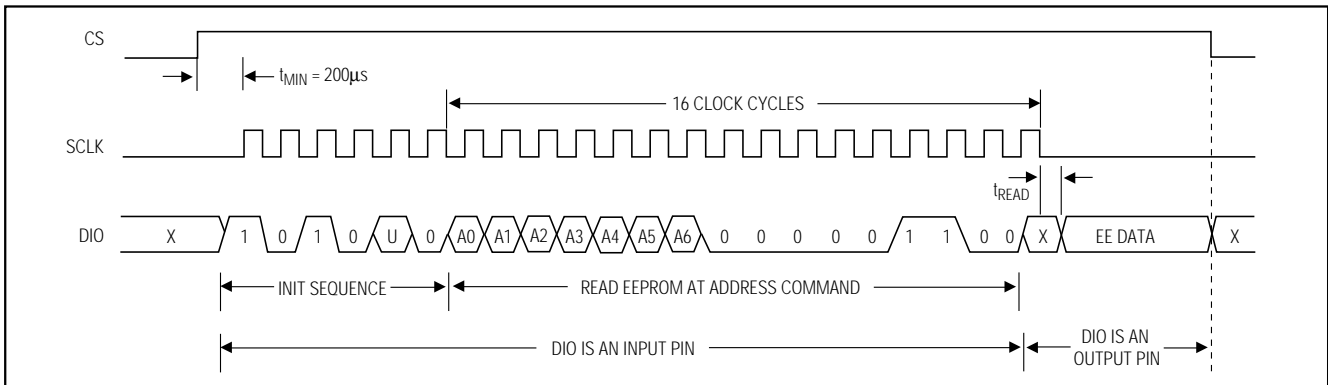 CS
tMIN = 200μs
16 CLOCK CYCLES
SCLK
tREAD
DIO X 1 0 1 0 U 0 A0 A1 A2 A3 A4 A5 A6 0 0 0 0 0 1 1 0 0 X EE DATA X
INIT SEQUENCE READ EEPROM AT ADDRESS COMMAND
DIO IS AN INPUT PIN
DIO IS AN
OUTPUT PIN